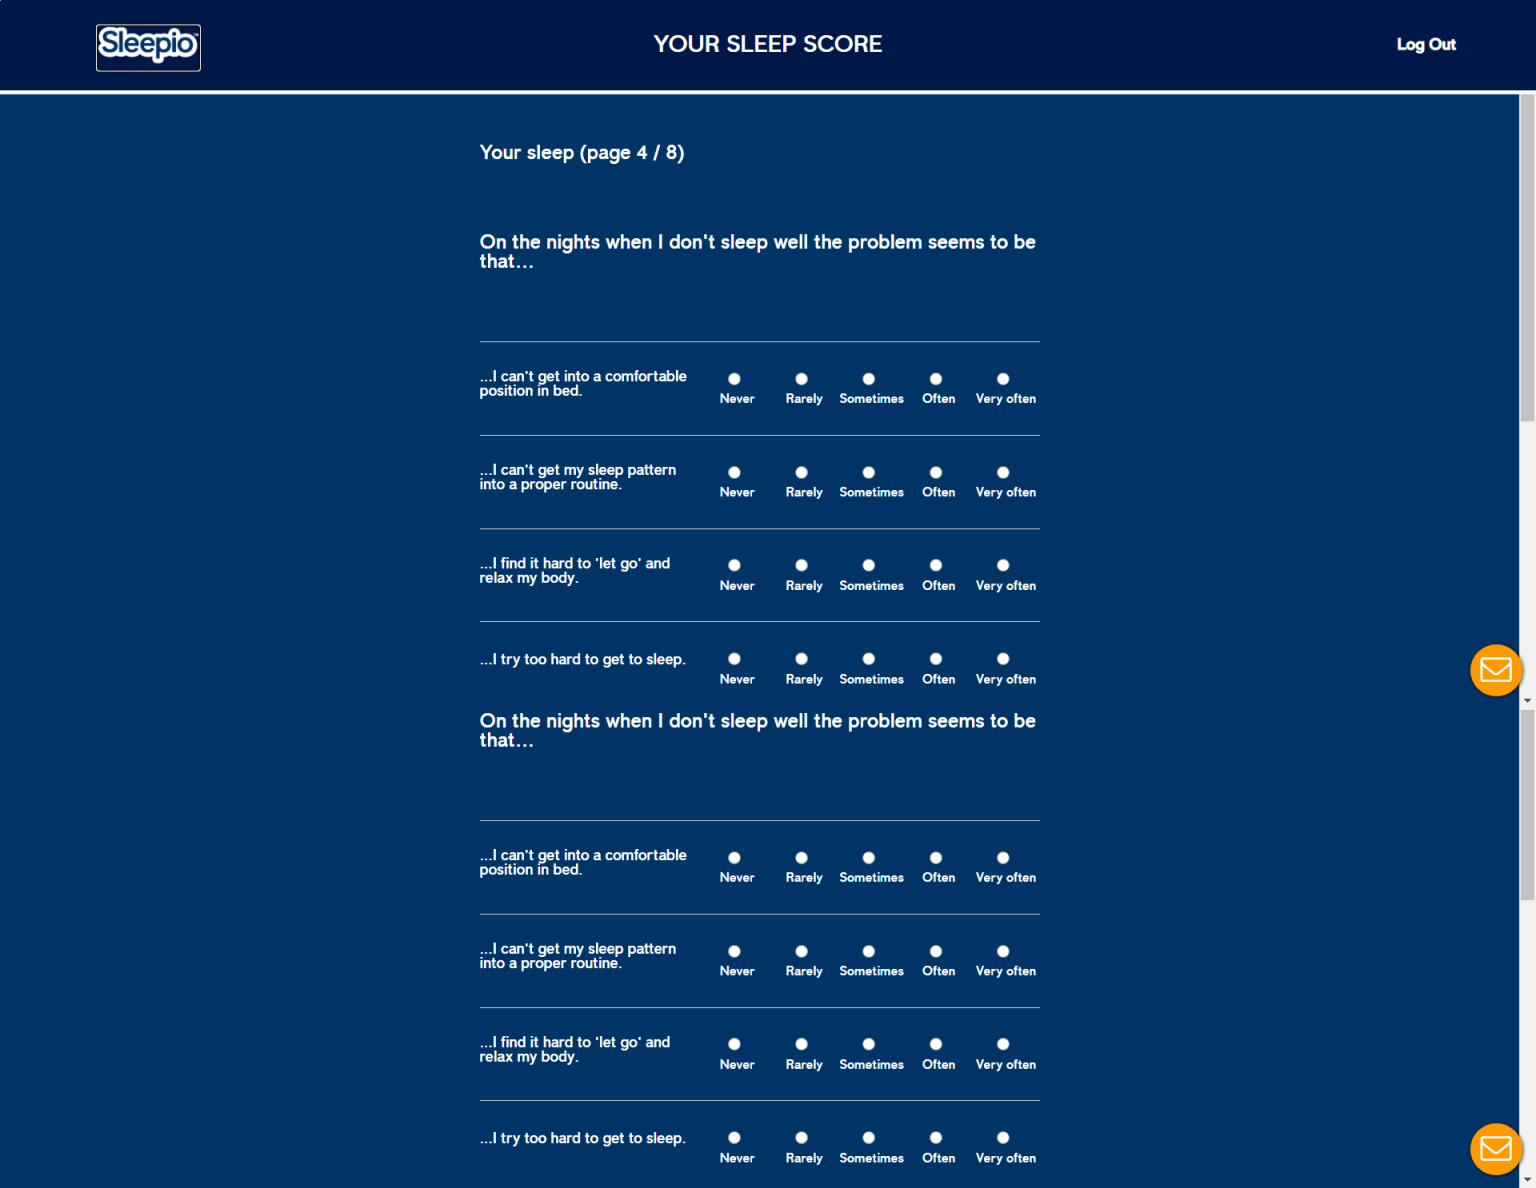 Sleepio™
YOUR SLEEP SCORE
Log Out
Your sleep (page 4 / 8)
On the nights when I don't sleep well the problem seems to be
that...
...I can't get into a comfortable
position in bed.
Never Rarely Sometimes Often Very often
...I can't get my sleep pattern
into a proper routine.
Never Rarely Sometimes Often Very often
...I find it hard to 'let go' and
relax my body.
Never Rarely Sometimes Often Very often
...I try too hard to get to sleep.
Never Rarely Sometimes Often Very often
On the nights when I don't sleep well the problem seems to be
that...
...I can't get into a comfortable
position in bed.
Never Rarely Sometimes Often Very often
...I can't get my sleep pattern
into a proper routine.
Never Rarely Sometimes Often Very often
...I find it hard to 'let go' and
relax my body.
Never Rarely Sometimes Often Very often
...I try too hard to get to sleep.
Never Rarely Sometimes Often Very often